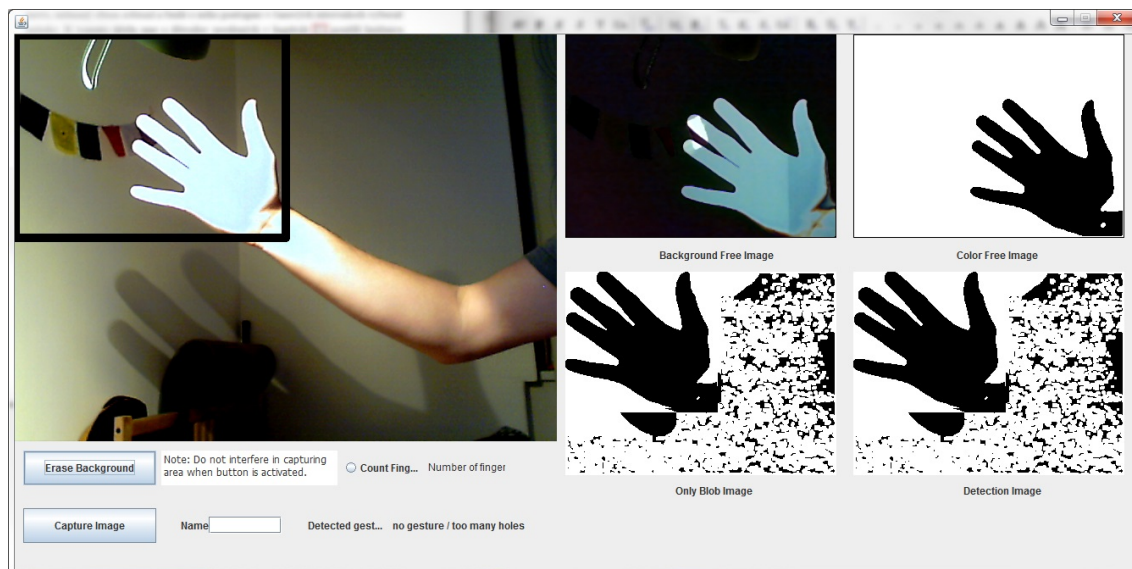 Background Free Image
Color Free Image
Only Blob Image
Detection Image
Erase Background
Note: Do not interfere in capturing
area when button is activated.
Count Fing...
Number of finger
Capture Image
Name
Detected gest...
no gesture / too many holes